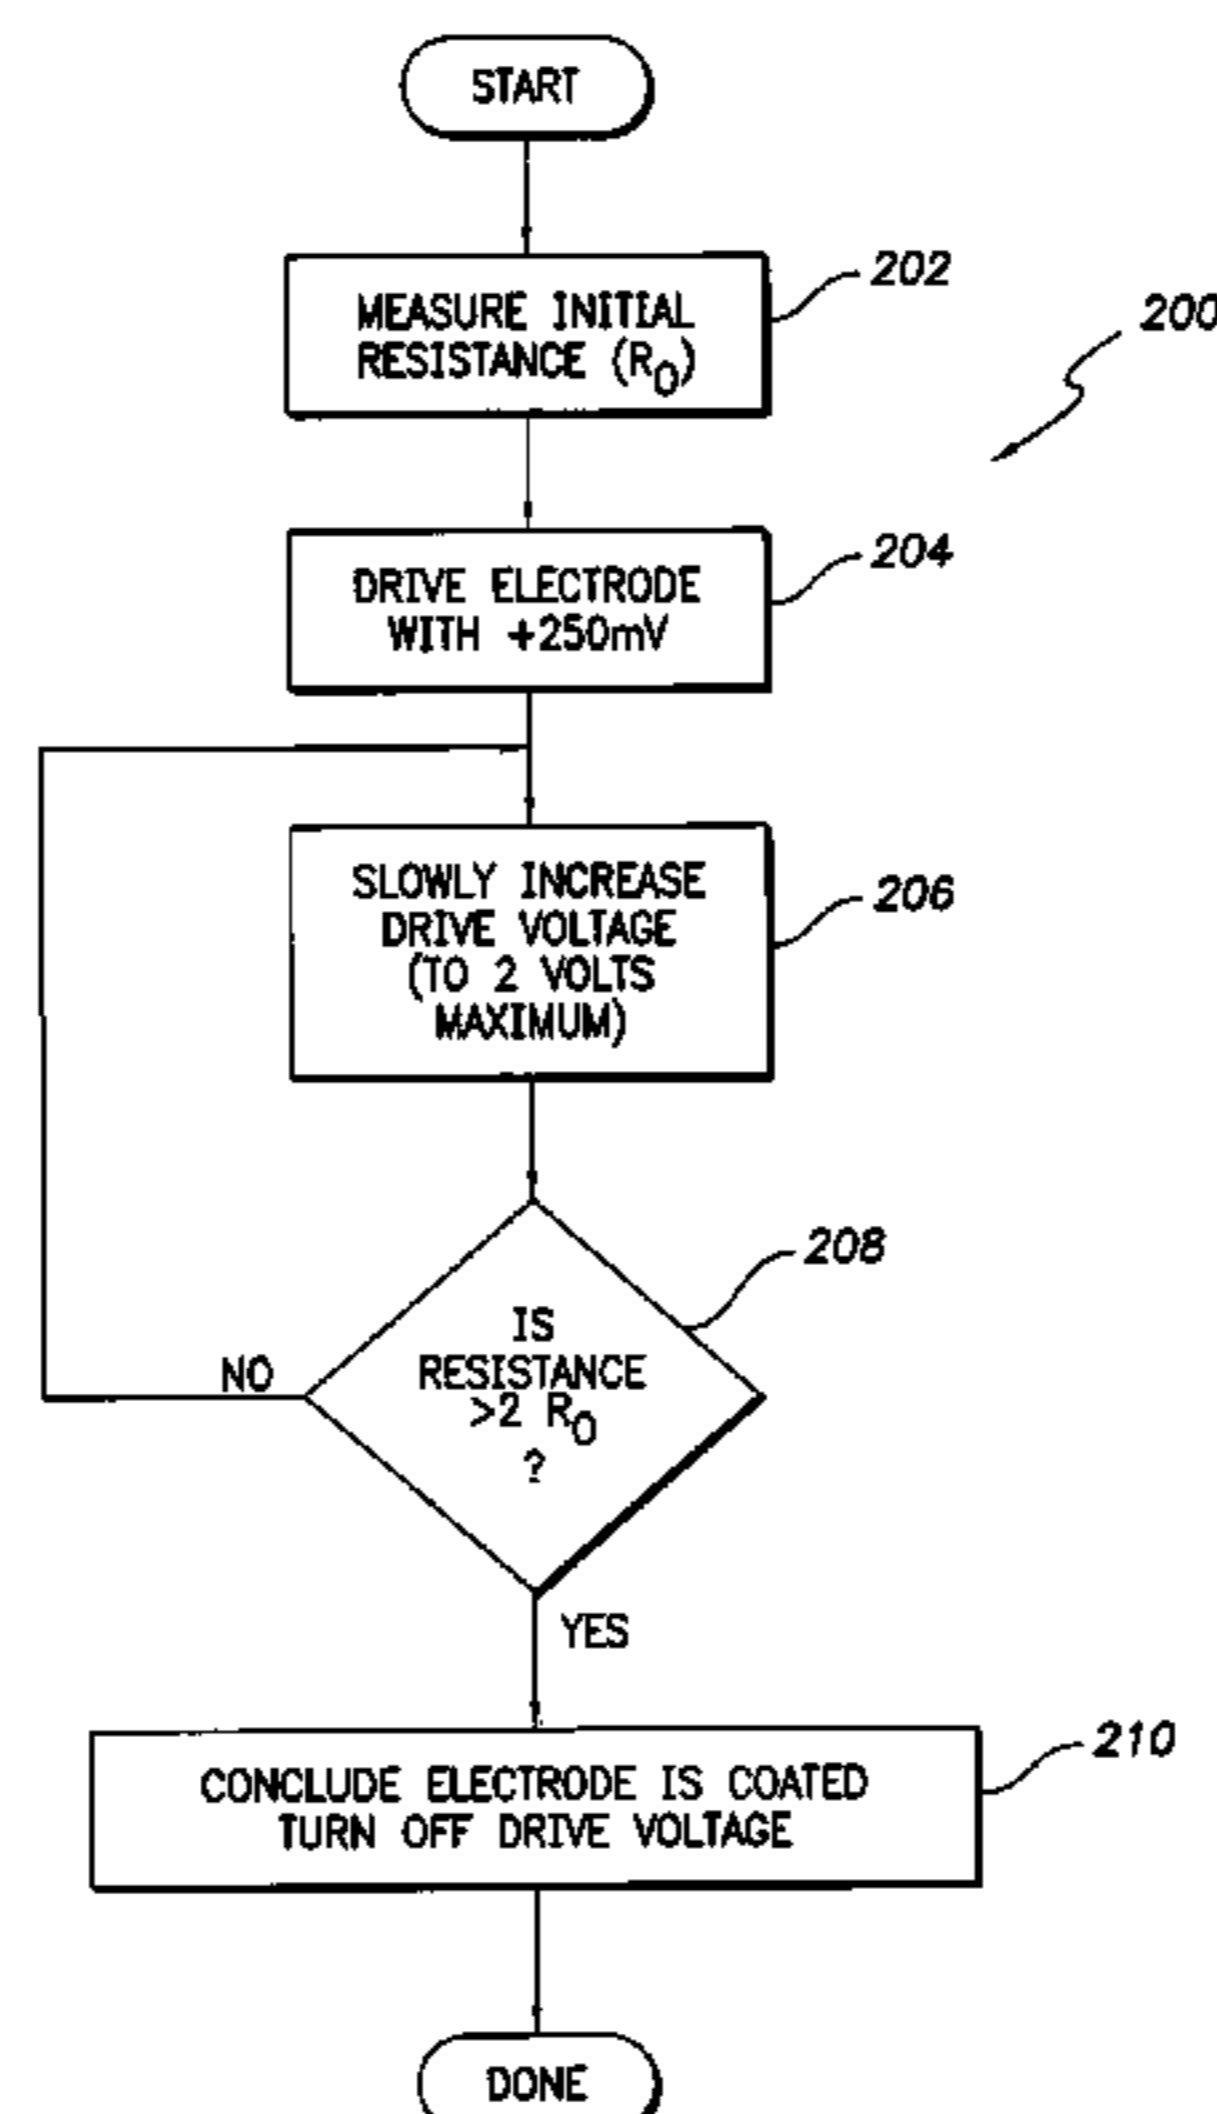 START
MEASURE INITIAL
RESISTANCE (R0)
202
200
DRIVE ELECTRODE
WITH +250mV
204
SLOWLY INCREASE
DRIVE VOLTAGE
(TO 2 VOLTS
MAXIMUM)
206
IS
RESISTANCE
>2 R0
?
208
NO
YES
CONCLUDE ELECTRODE IS COATED
TURN OFF DRIVE VOLTAGE
210
DONE